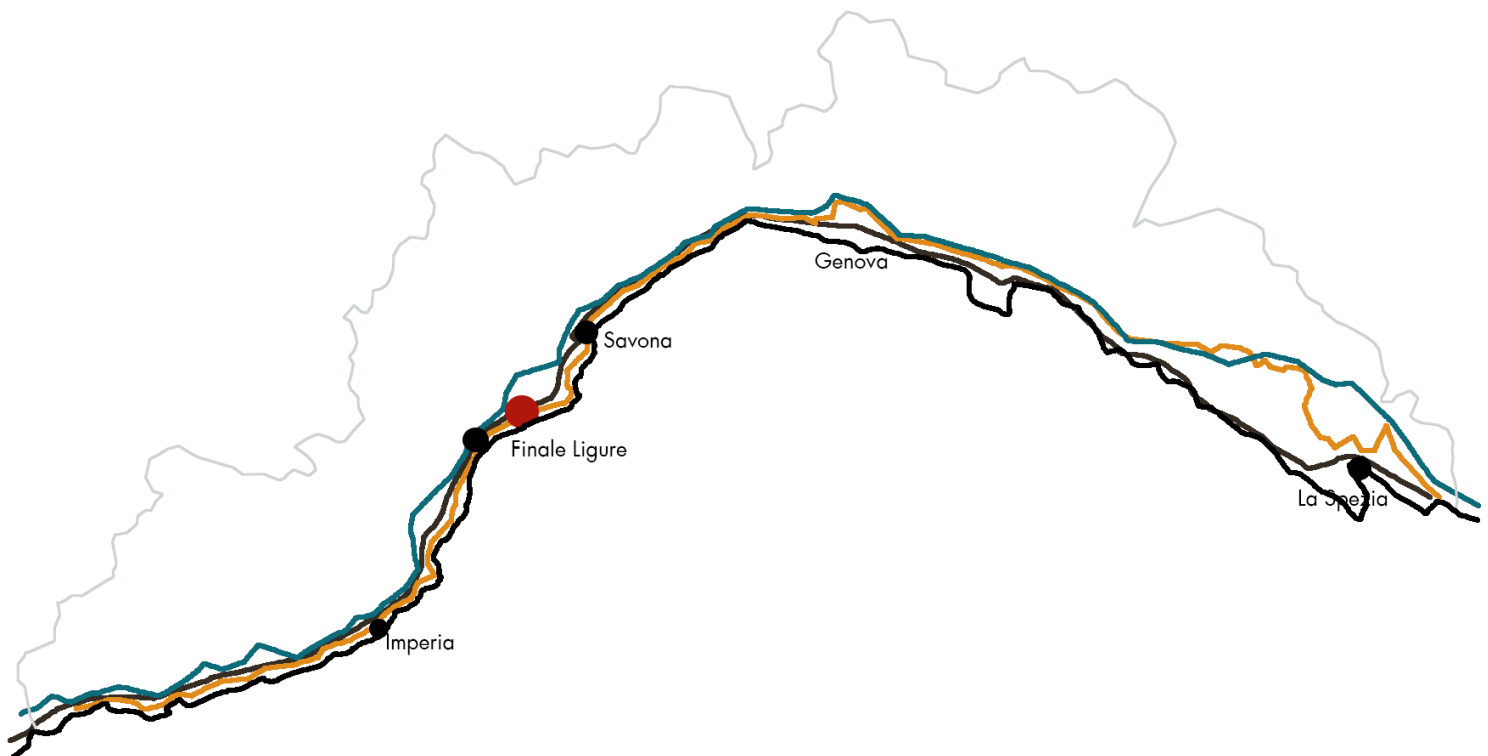 Genova
Savona
Finale Ligure
La Spezia
Imperia